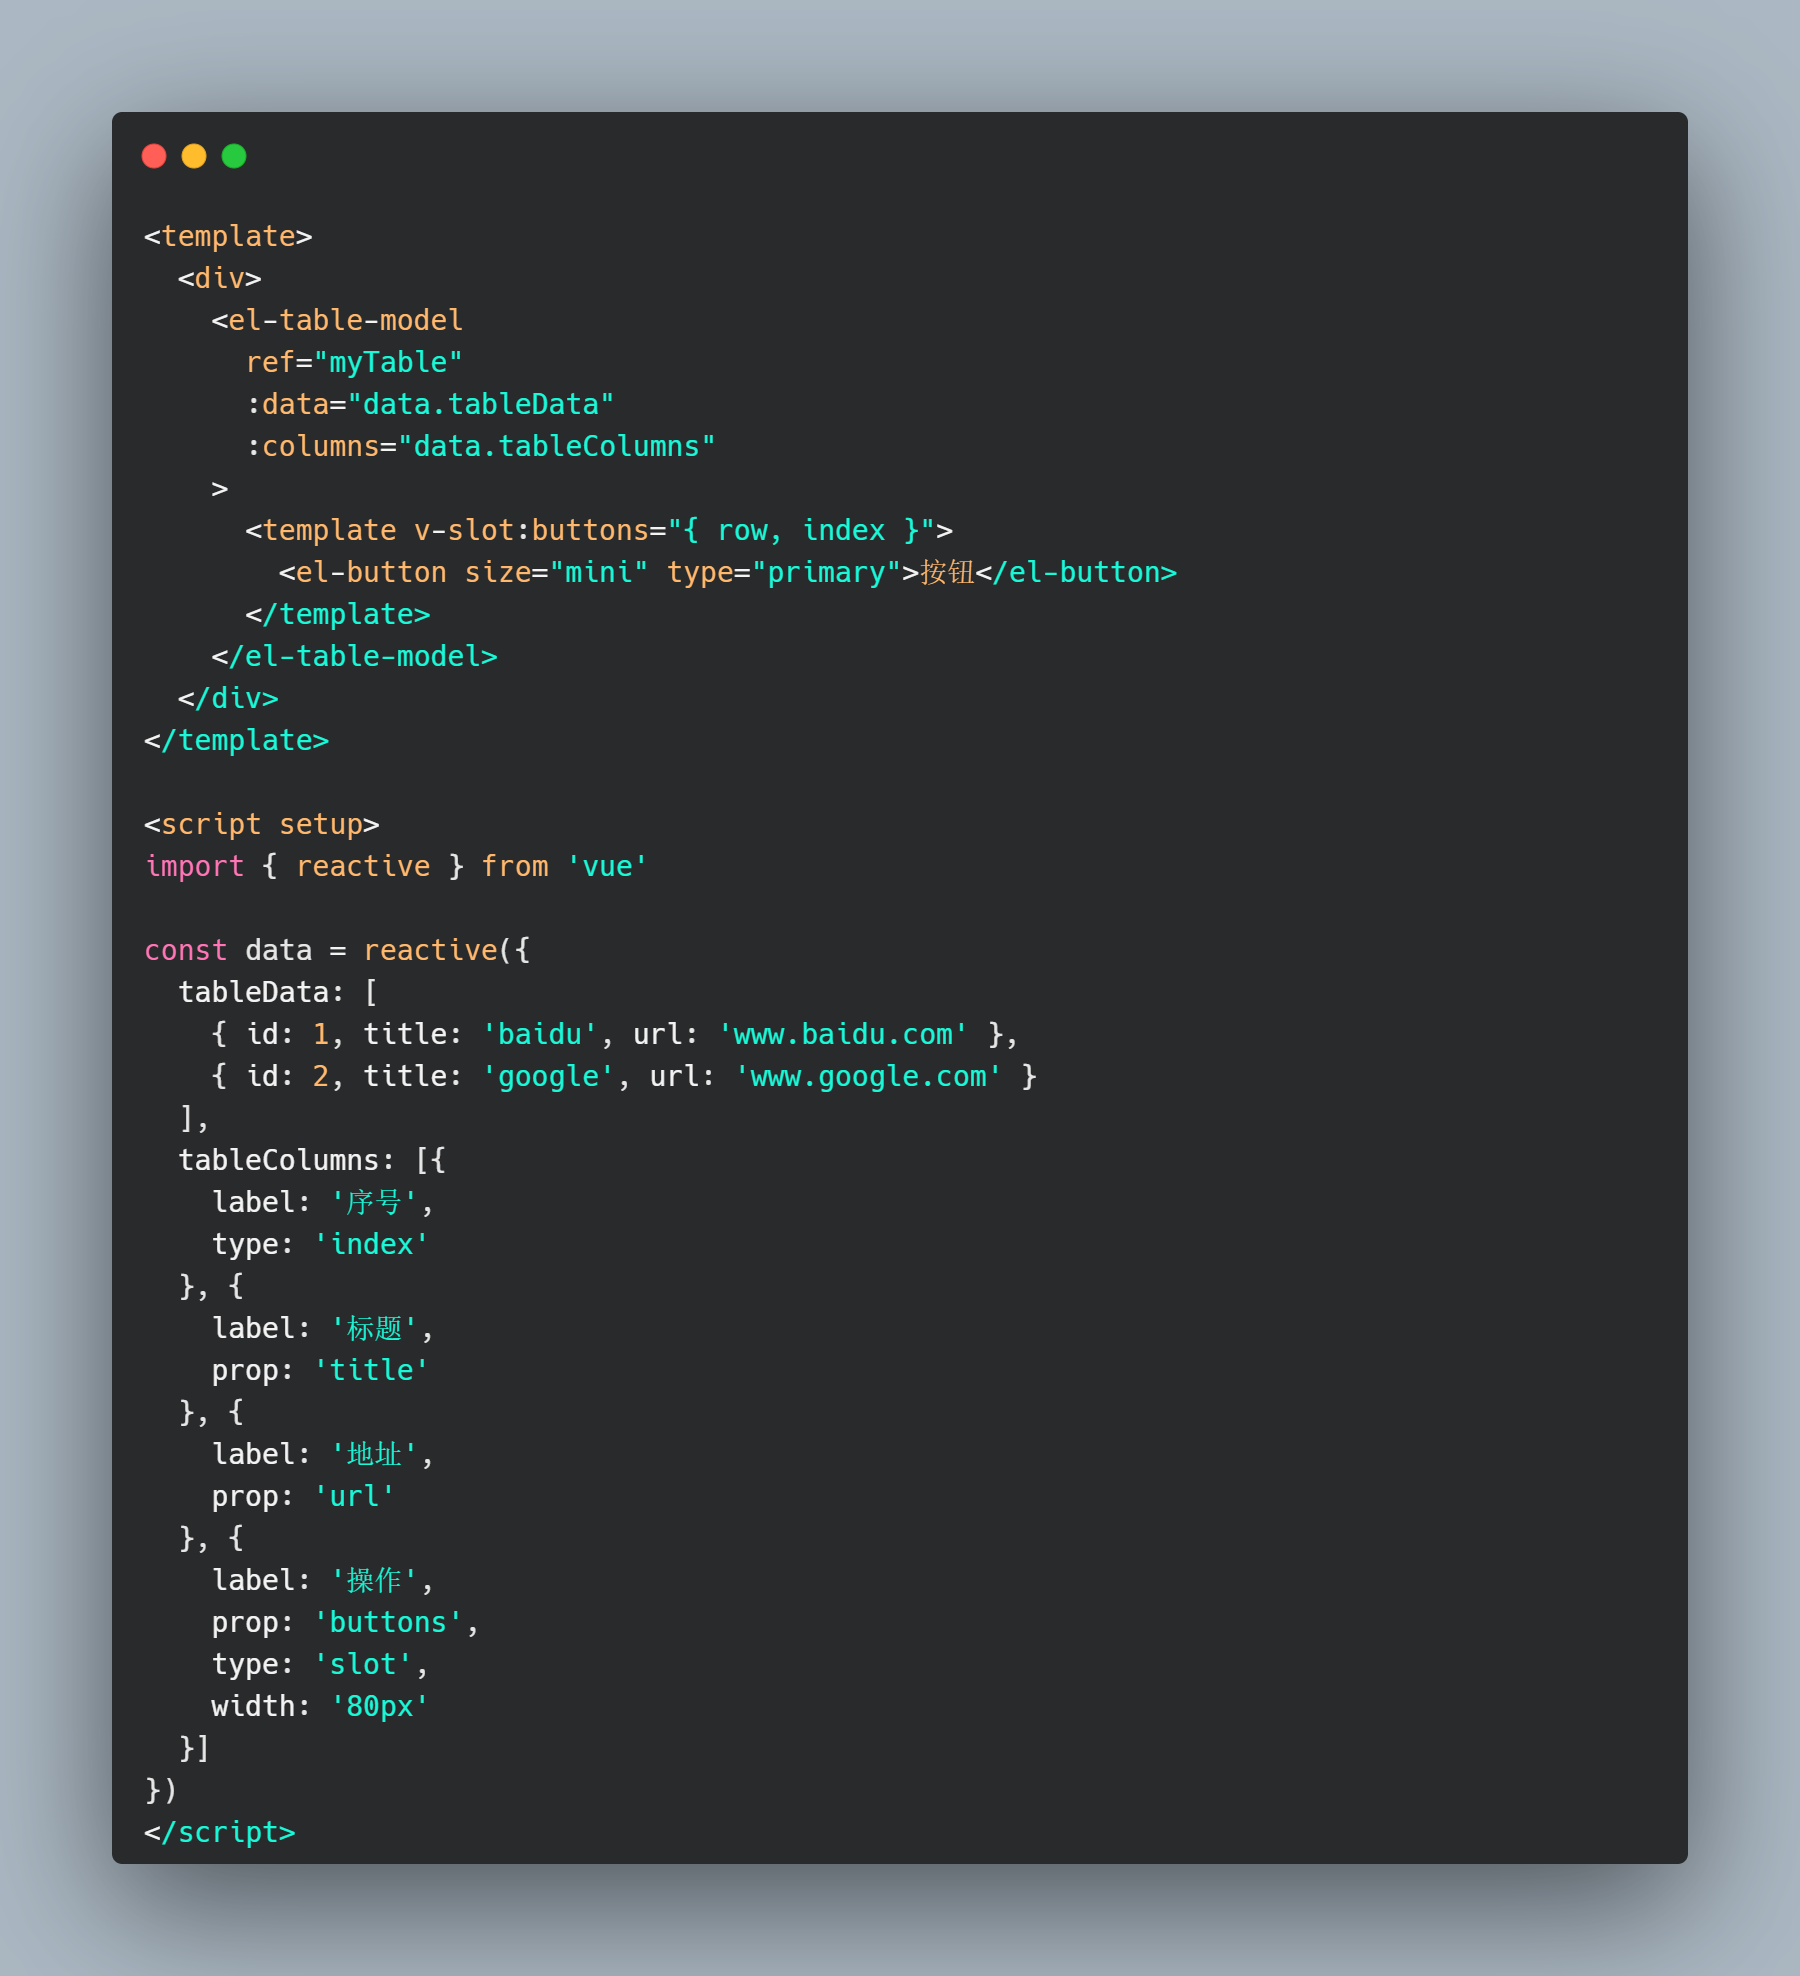 <template>
  <div>
    <el-table-model
      ref="myTable"
      :data="data.tableData"
      :columns="data.tableColumns"
    >
      <template v-slot:buttons="{ row, index }">
        <el-button size="mini" type="primary">按钮</el-button>
      </template>
    </el-table-model>
  </div>
</template>

<script setup>
import { reactive } from 'vue'

const data = reactive({
  tableData: [
    { id: 1, title: 'baidu', url: 'www.baidu.com' },
    { id: 2, title: 'google', url: 'www.google.com' }
  ],
  tableColumns: [{
    label: '序号',
    type: 'index'
  }, {
    label: '标题',
    prop: 'title'
  }, {
    label: '地址',
    prop: 'url'
  }, {
    label: '操作',
    prop: 'buttons',
    type: 'slot',
    width: '80px'
  }]
})
</script>